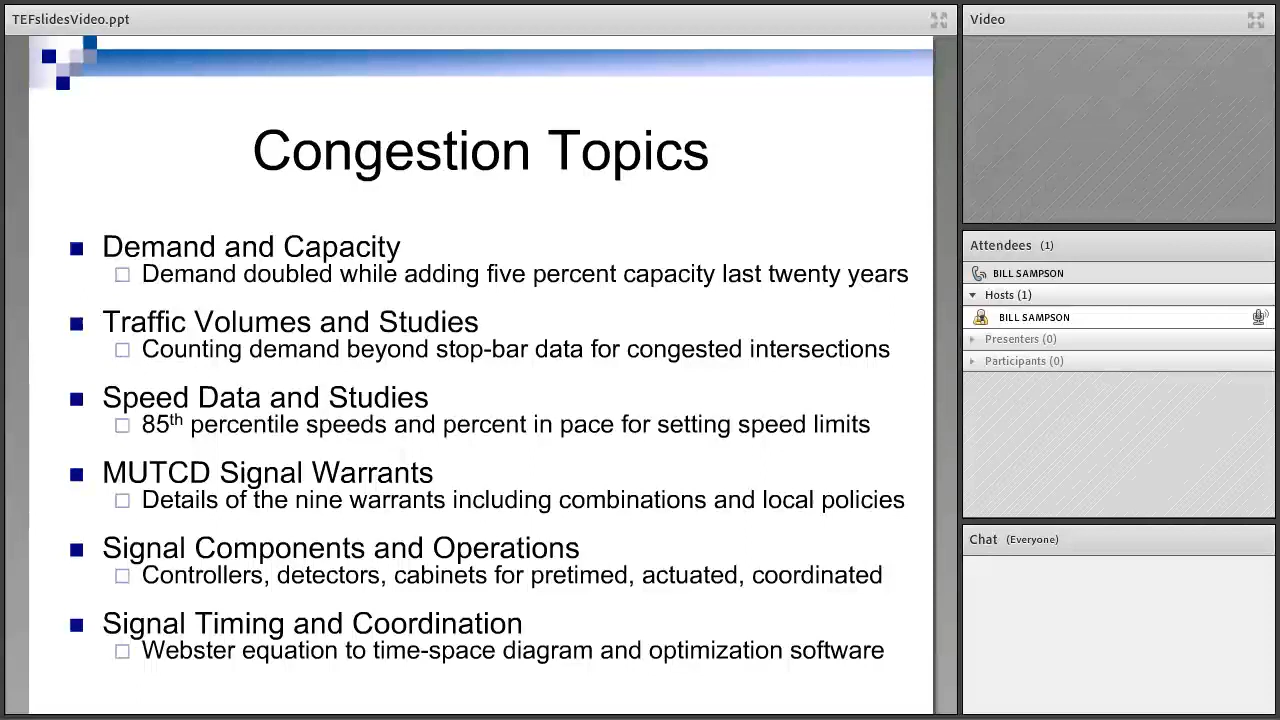 TEFslidesVideo.ppt
Congestion Topics
Demand and Capacity
Demand doubled while adding five percent capacity last twenty years
Traffic Volumes and Studies
Counting demand beyond stop-bar data for congested intersections
Speed Data and Studies
85th percentile speeds and percent in pace for setting speed limits
MUTCD Signal Warrants
Details of the nine warrants including combinations and local policies
Signal Components and Operations
Controllers, detectors, cabinets for pretimed, actuated, coordinated
Signal Timing and Coordination
Webster equation to time-space diagram and optimization software
Video
Attendees (1)
BILL SAMPSON
Hosts (1)
BILL SAMPSON
Presenters (0)
Participants (0)
Chat (Everyone)